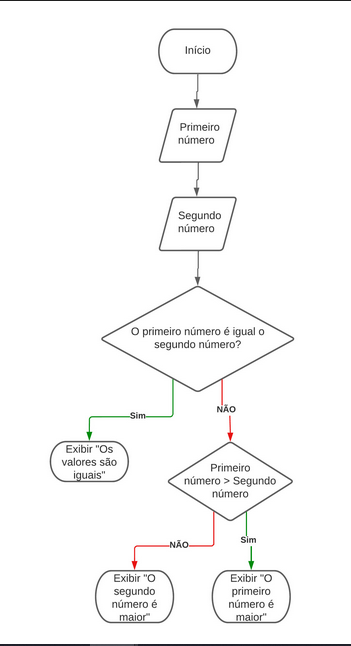 Início
Primeiro
número
Segundo
número
O primeiro número é igual o
segundo número?
Sim
NÃO
Exibir "Os
valores são
iguais"
Primeiro
número > Segundo
número
NÃO
Sim
Exibir "O
segundo
número é
maior"
Exibir "O
primeiro
número é
maior"